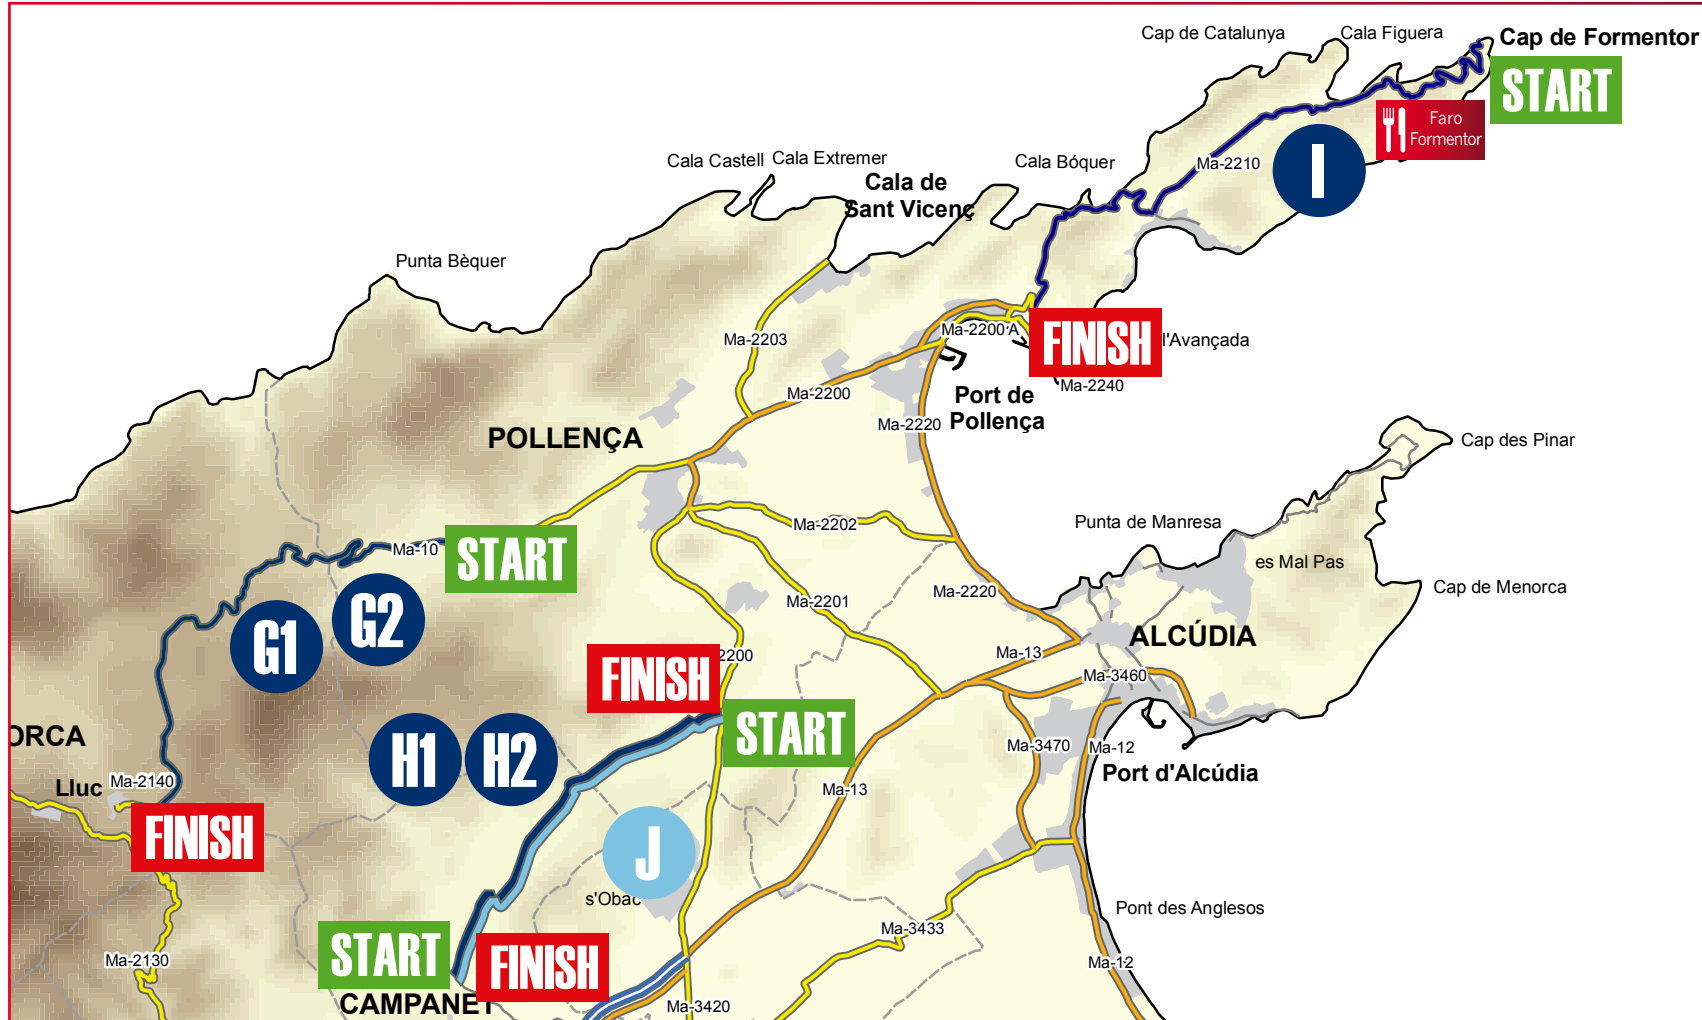 Cap de Catalunya
Cala Figuera
Cap de Formentor
START
Faro
Formentor
I
Ma-2210
Cala Castell
Cala Extremer
Cala Bóquer
Cala de
Sant Vicenç
Punta Bèquer
Ma-2203
Ma-2200 A
FINISH
l'Avançada
Ma-2240
Ma-2200
Port de
Pollença
Ma-2220
POLLENÇA
Cap des Pinar
Ma-2202
Punta de Manresa
Ma-10
START
es Mal Pas
Cap de Menorca
Ma-2201
Ma-2220
G1
G2
ALCÚDIA
Ma-13
2200
Ma-3460
FINISH
START
ORCA
H1
H2
Ma-3470
Ma-12
Port d'Alcúdia
Lluc
Ma-2140
Ma-13
FINISH
J
s'Obac
Pont des Anglesos
Ma-3433
START
FINISH
Ma-2130
Ma-12
CAMPANET
Ma-3420